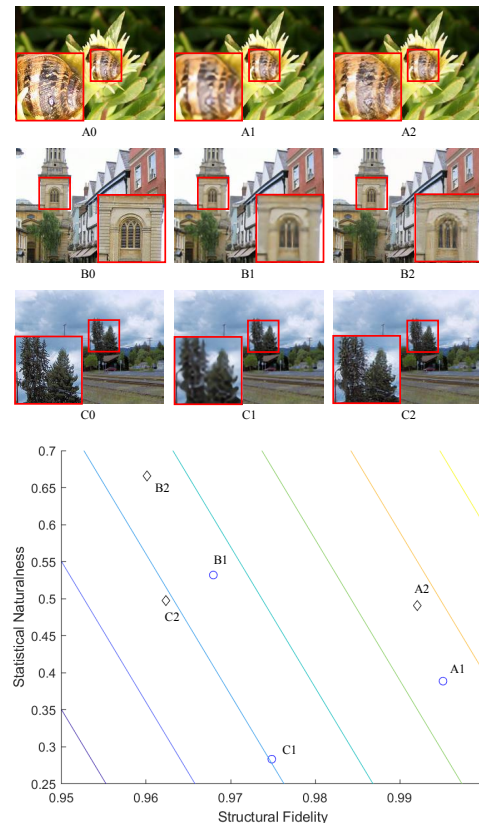 A0 A1 A2
B0 B1 B2
C0 C1 C2
0.7
0.65
0.6
0.55
0.5
0.45
0.4
0.35
0.3
0.25
Statistical Naturalness
B2
B1
C2
A2
A1
C1
0.95 0.96 0.97 0.98 0.99
Structural Fidelity